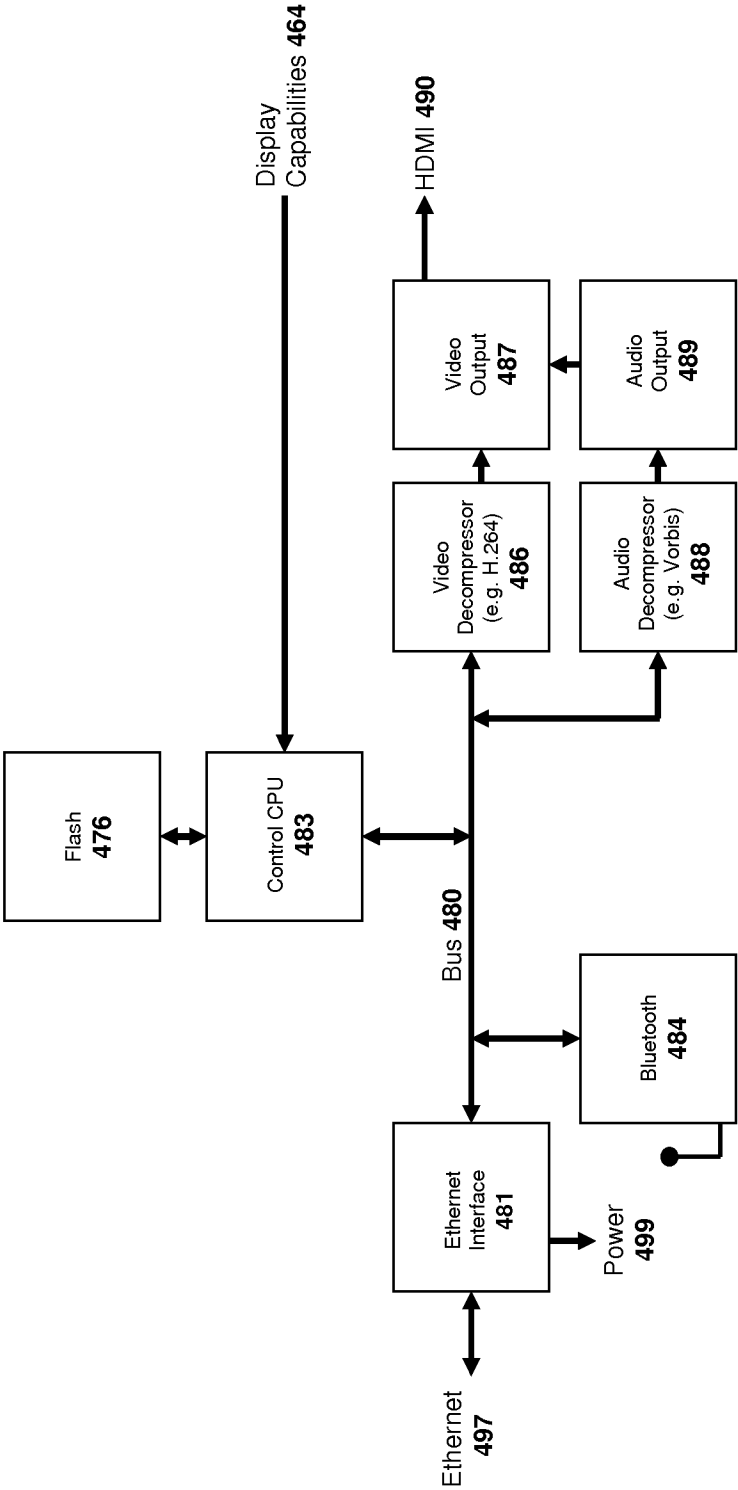 Display
Capabilities 464
Flash
476
Control CPU
483
HDMI 490
Bus 480
Ethernet
497
Ethernet
Interface
481
Video
Decompressor
(e.g. H.264)
486
Video
Output
487
Power
499
Bluetooth
484
Audio
Decompressor
(e.g. Vorbis)
488
Audio
Output
489